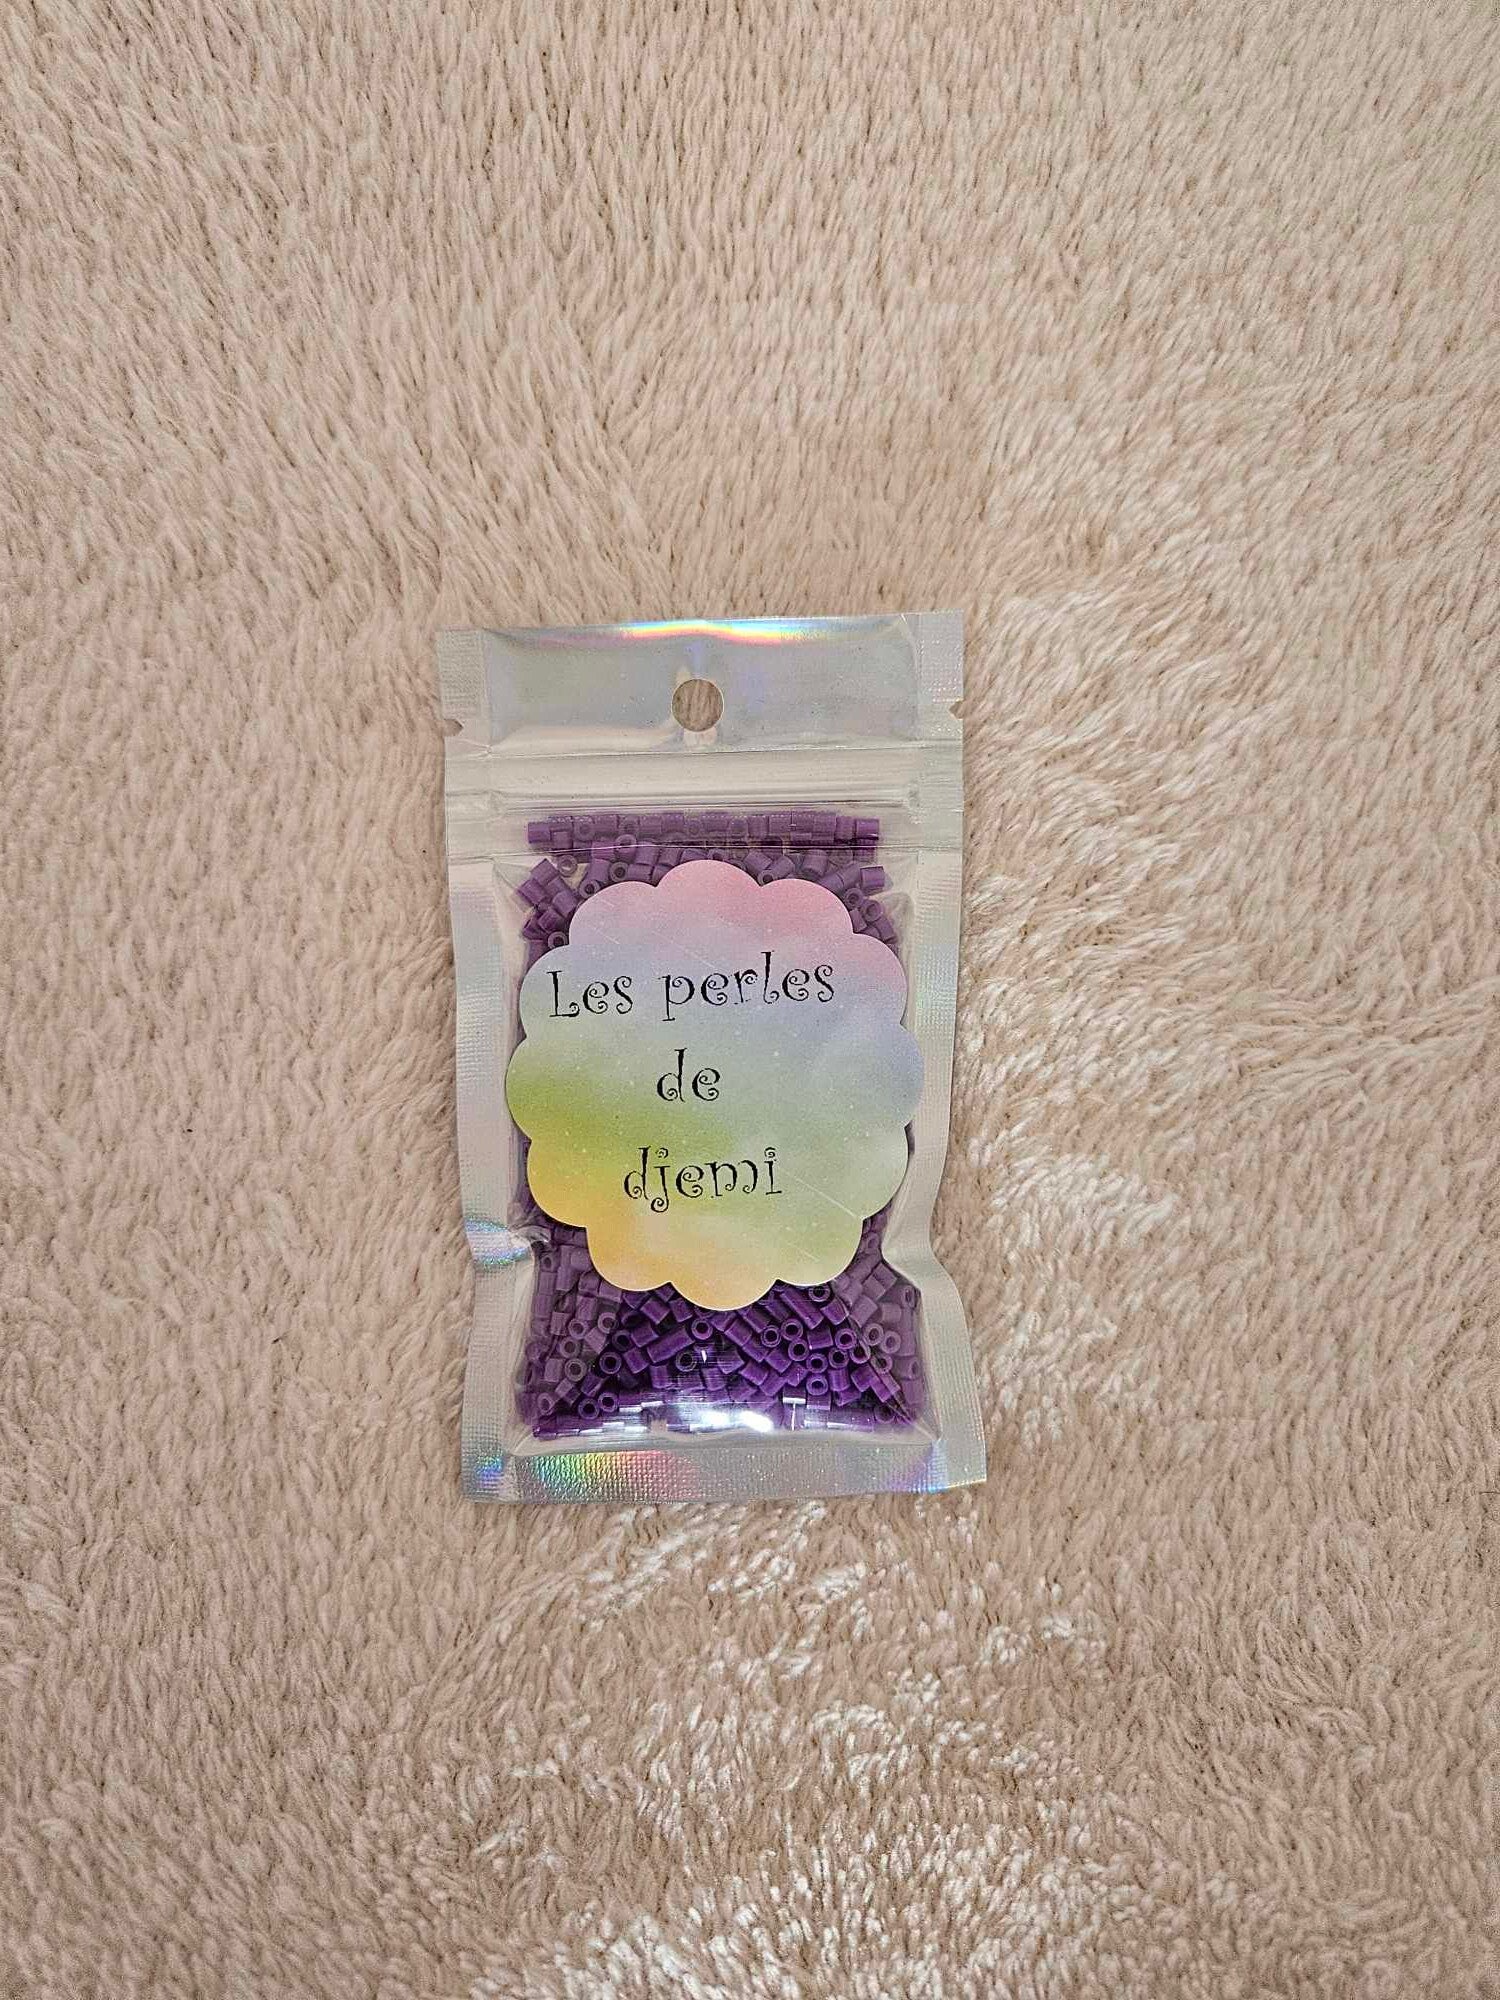 Les perles
de
djemi